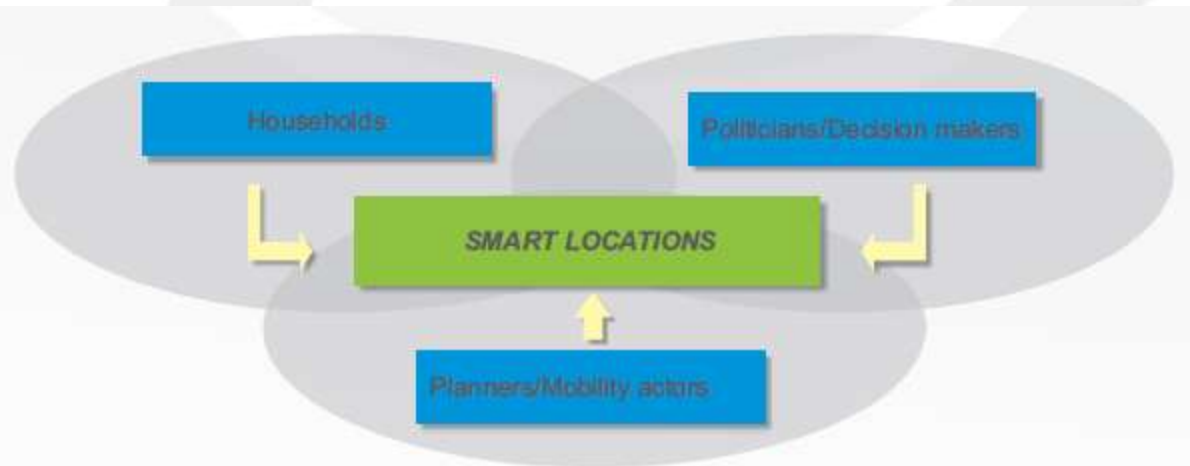 Households
Politicians/Decision makers
SMART LOCATIONS
Planners/Mobility actors